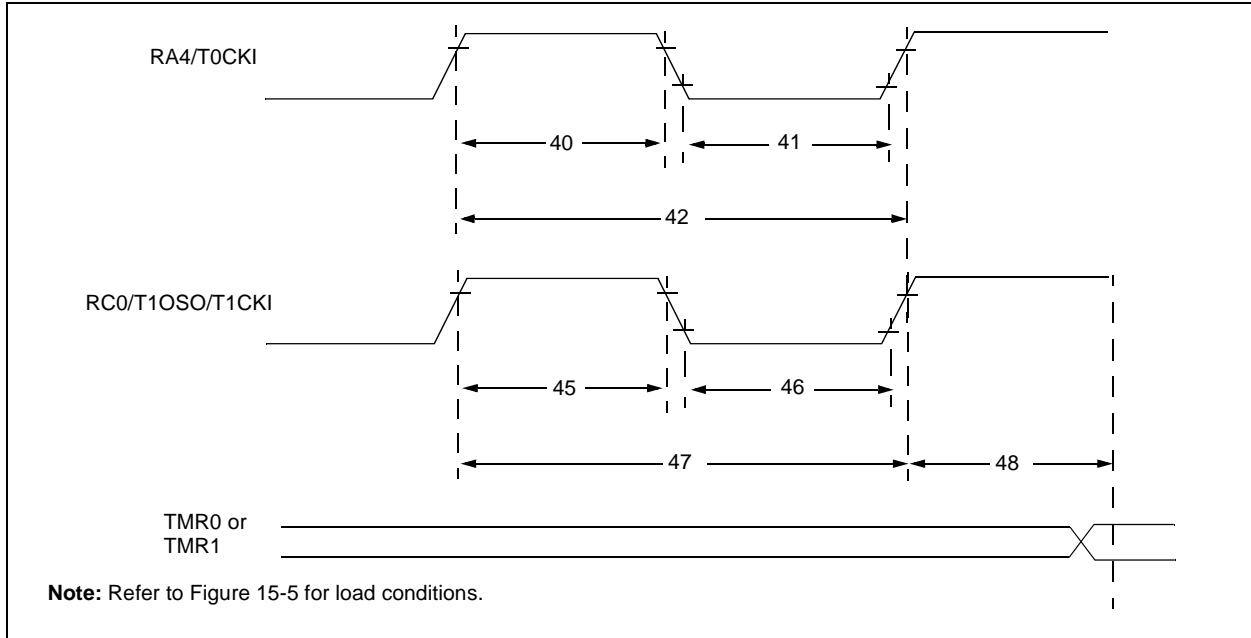 RA4/T0CKI
40
41
42
RC0/T1OSO/T1CKI
45
46
47
48
TMR0 or
TMR1
Note: Refer to Figure 15-5 for load conditions.